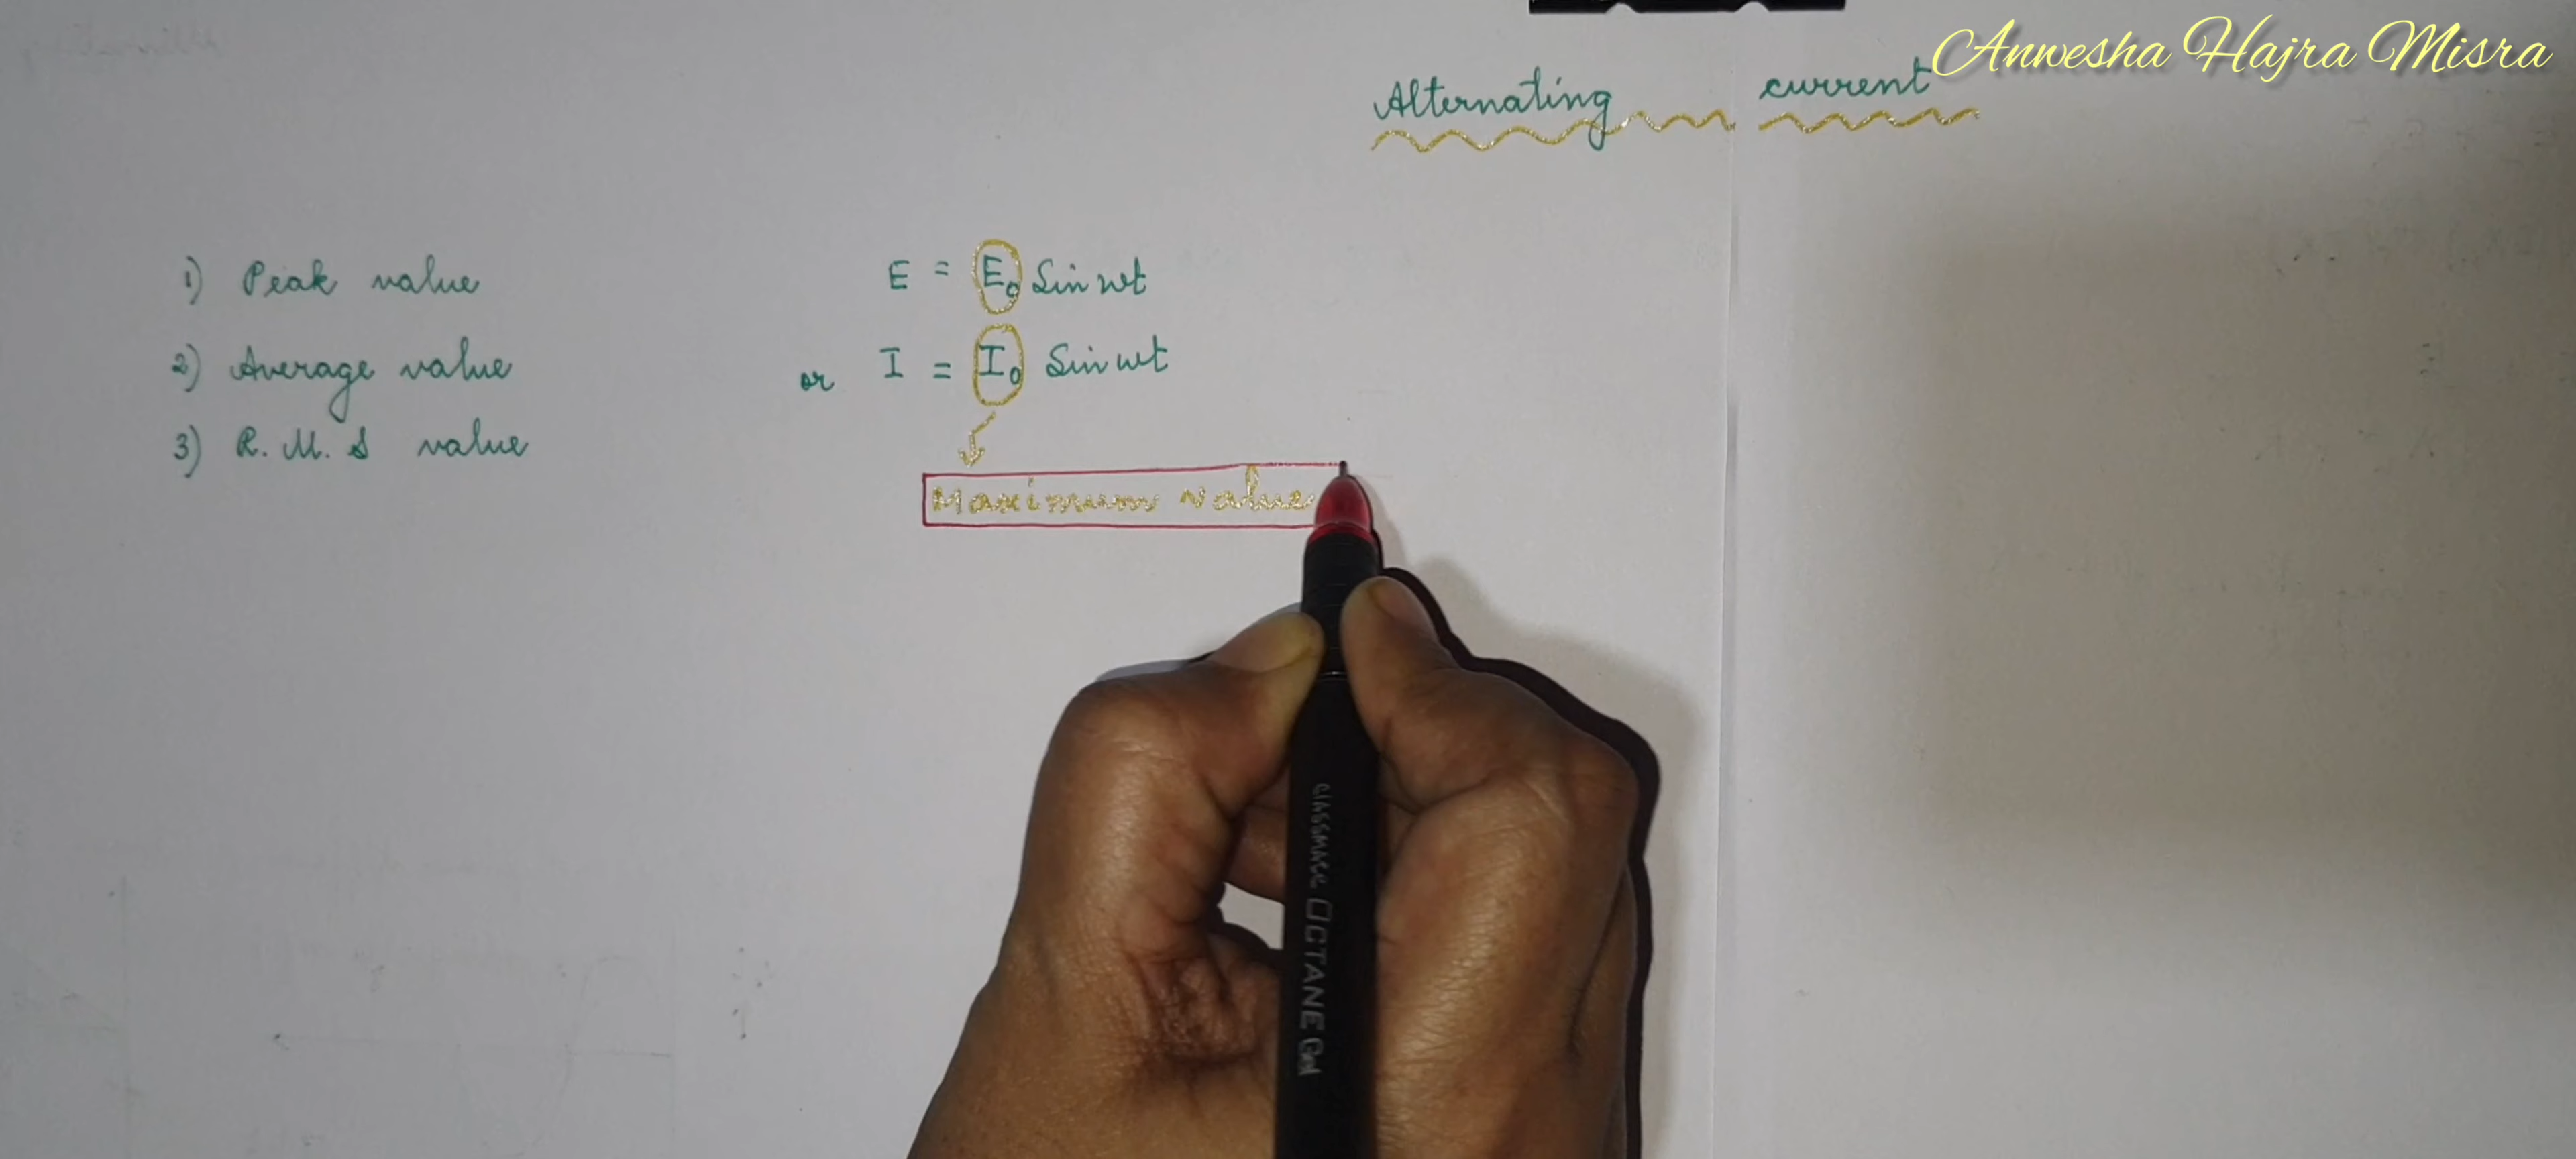 Anwesha Hajra Misra
Alternating current
1) Peak value
E = E₀ Sin wt
2) Average value
or I = I₀ Sin wt
3) R.M.S value
Maximum value
classmate OCTANE Gel